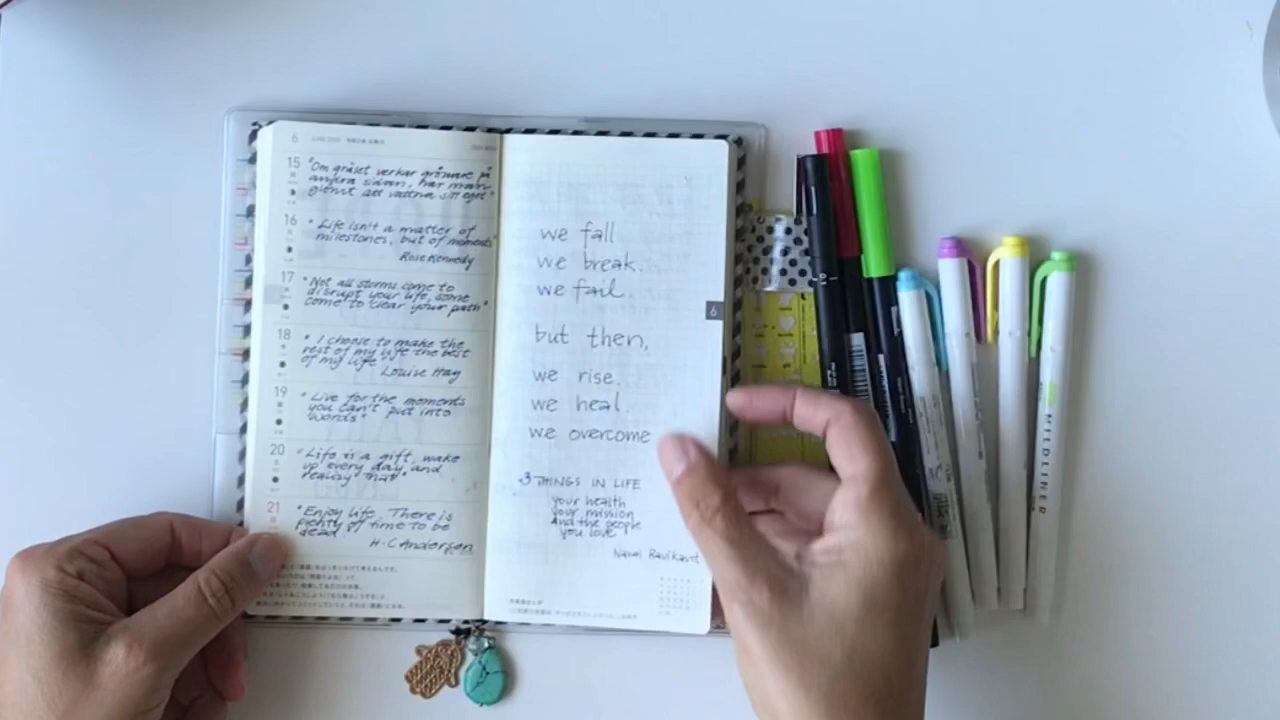 6 JUNE 2020
15 "Om gräset verkar grönare på
andra sidan, har man
glömt att vattna sitt eget"
16 "Life isn't a matter of
milestones, but of moments"
Rose Kennedy
17 "Not all storms come to
disrupt your life, some
come to clear your path"
18 "I choose to make the
rest of my life the best
of my life" Louise Hay
19 "Live for the moments
you can't put into
words"
20 "Life is a gift, wake
up every day and
realize that"
21 "Enjoy life. There is
plenty of time to be
dead
H-C Andersen
we fall
we break.
we fail.
but then,
we rise.
we heal.
we overcome
3 THINGS IN LIFE
your health
your mission
And the people
you love
Naval Ravikant
6
MILDLINER